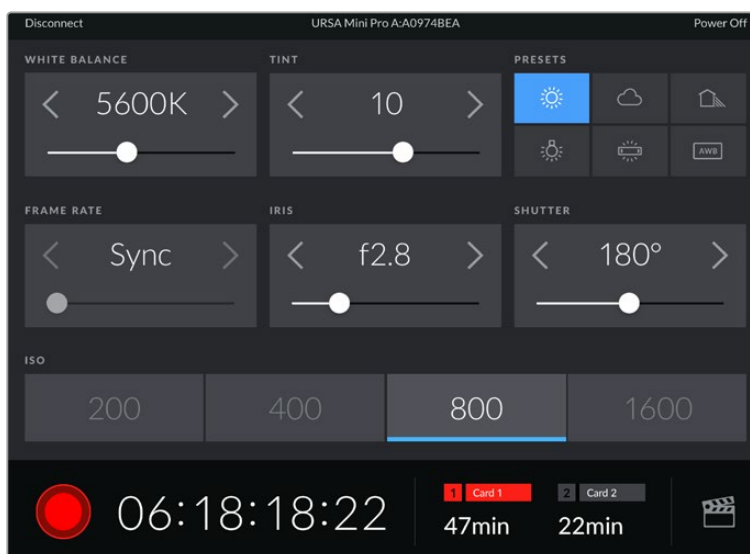 Disconnect URSA Mini Pro A:A0974BEA Power Off
WHITE BALANCE TINT PRESETS
5600K 10
AWB
FRAME RATE IRIS SHUTTER
Sync f2.8 180°
ISO
200 400 800 1600
06:18:18:22
1 Card 1 2 Card 2
47min 22min